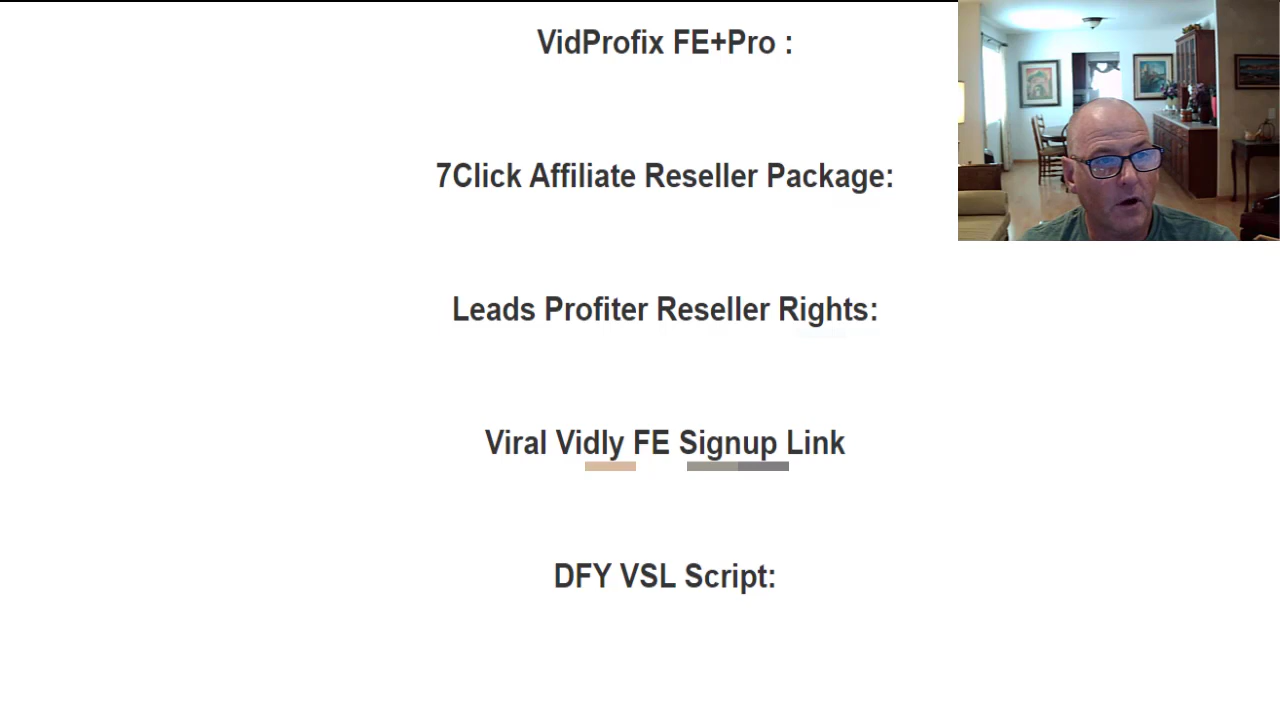 VidProfix FE+Pro :
7Click Affiliate Reseller Package:
Leads Profiter Reseller Rights:
Viral Vidly FE Signup Link
DFY VSL Script: